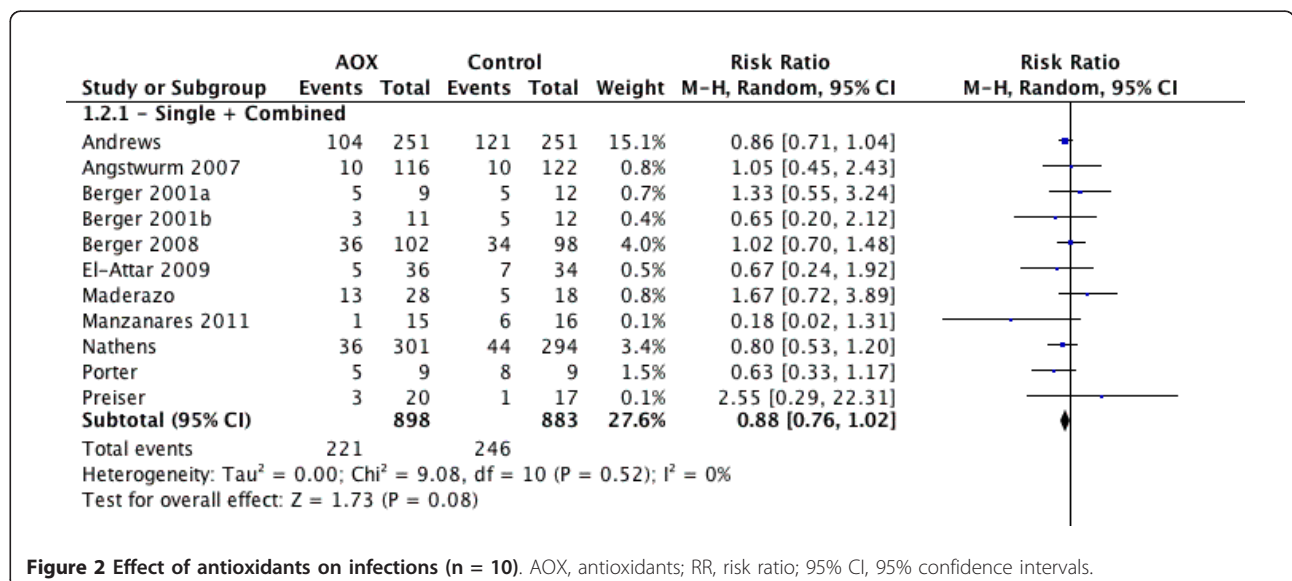 AOX Control Risk Ratio Risk Ratio
Study or Subgroup Events Total Events Total Weight M-H, Random, 95% CI M-H, Random, 95% CI
1.2.1 - Single + Combined
Andrews 104 251 121 251 15.1% 0.86 [0.71, 1.04]
Angstwurm 2007 10 116 10 122 0.8% 1.05 [0.45, 2.43]
Berger 2001a 5 9 5 12 0.7% 1.33 [0.55, 3.24]
Berger 2001b 3 11 5 12 0.4% 0.65 [0.20, 2.12]
Berger 2008 36 102 34 98 4.0% 1.02 [0.70, 1.48]
El-Attar 2009 5 36 7 34 0.5% 0.67 [0.24, 1.92]
Maderazo 13 28 5 18 0.8% 1.67 [0.72, 3.89]
Manzanares 2011 1 15 6 16 0.1% 0.18 [0.02, 1.31]
Nathens 36 301 44 294 3.4% 0.80 [0.53, 1.20]
Porter 5 9 8 9 1.5% 0.63 [0.33, 1.17]
Preiser 3 20 1 17 0.1% 2.55 [0.29, 22.31]
Subtotal (95% CI) 898 883 27.6% 0.88 [0.76, 1.02]
Total events 221 246
Heterogeneity: Tau² = 0.00; Chi² = 9.08, df = 10 (P = 0.52); I² = 0%
Test for overall effect: Z = 1.73 (P = 0.08)
Figure 2 Effect of antioxidants on infections (n = 10). AOX, antioxidants; RR, risk ratio; 95% CI, 95% confidence intervals.